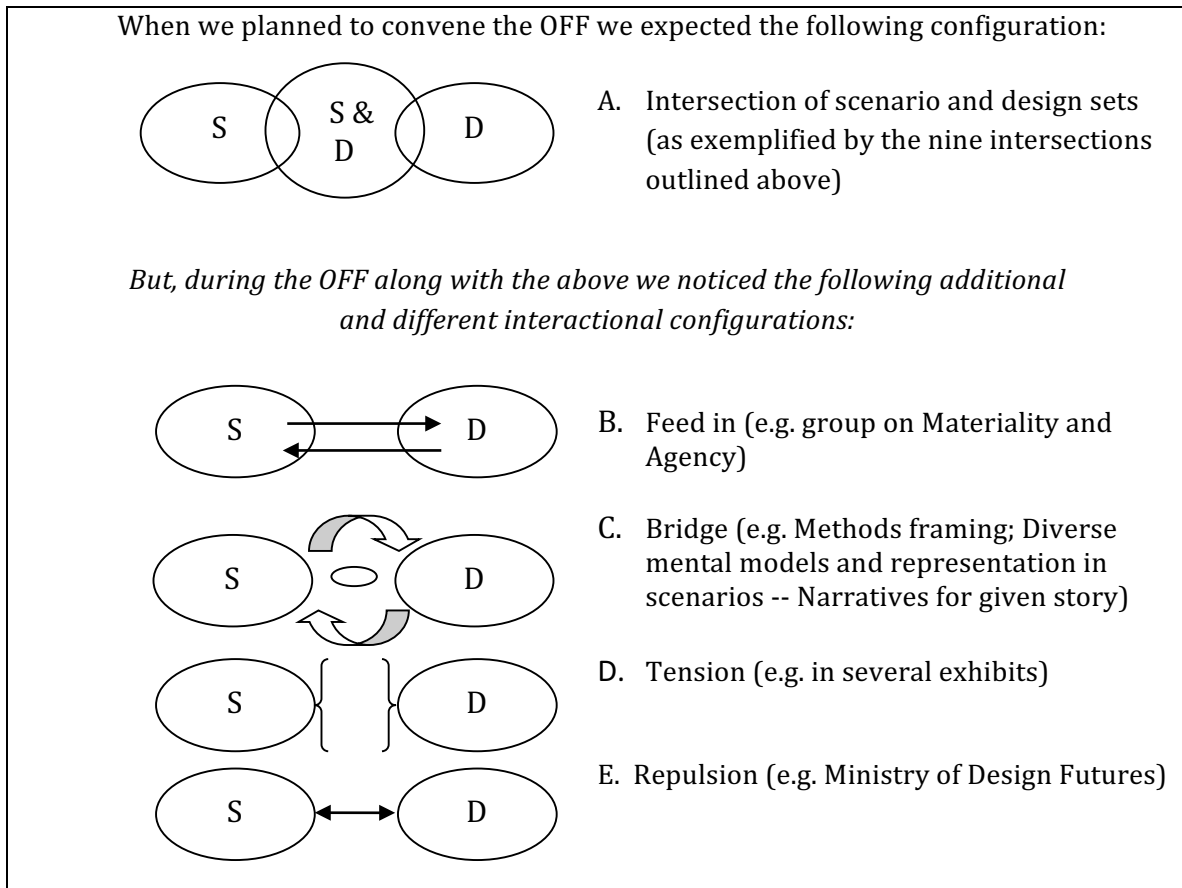 When we planned to convene the OFF we expected the following configuration:
S
S &
D
D
A. Intersection of scenario and design sets
(as exemplified by the nine intersections
outlined above)
But, during the OFF along with the above we noticed the following additional
and different interactional configurations:
S
D
B. Feed in (e.g. group on Materiality and
Agency)
S
D
C. Bridge (e.g. Methods framing; Diverse
mental models and representation in
scenarios -- Narratives for given story)
S
D
D. Tension (e.g. in several exhibits)
S
D
E. Repulsion (e.g. Ministry of Design Futures)